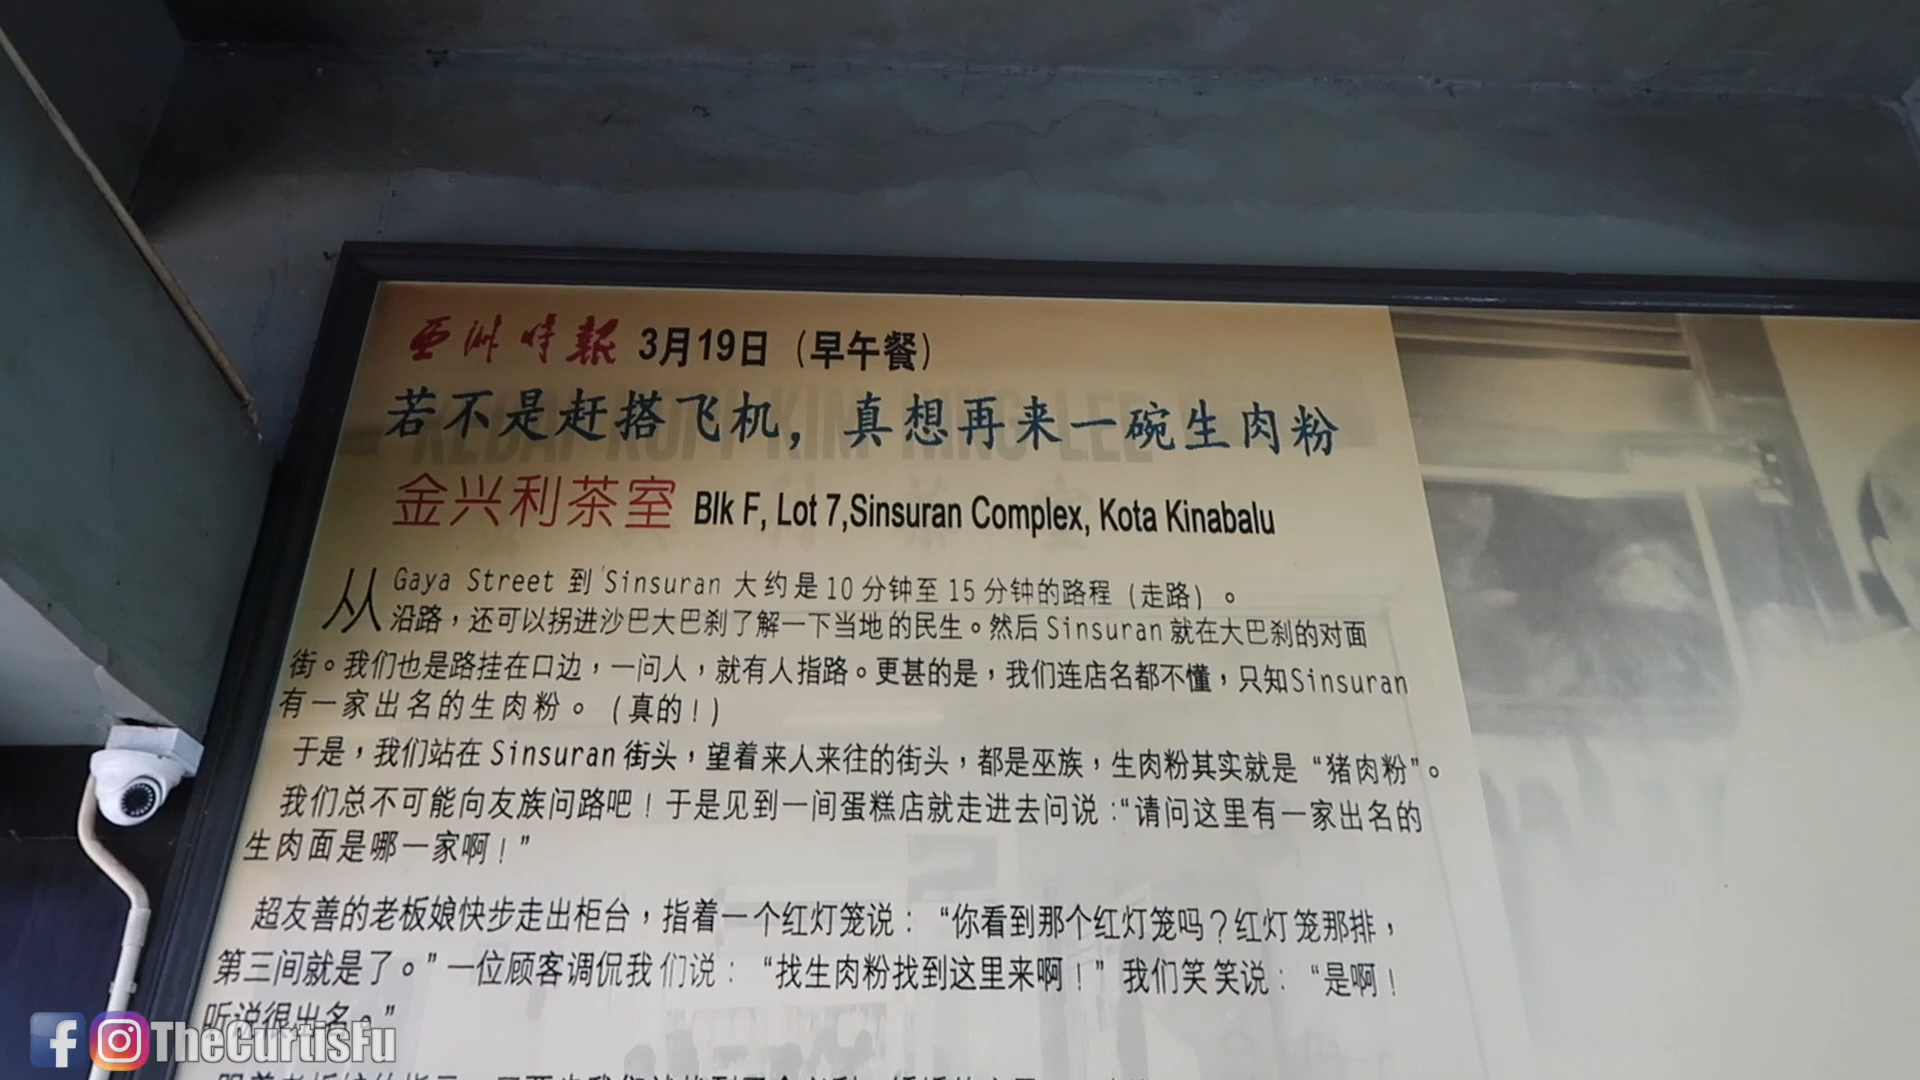 亚洲时报 3月19日（早午餐）
若不是赶搭飞机，真想再来一碗生肉粉
金兴利茶室 Blk F, Lot 7,Sinsuran Complex, Kota Kinabalu
从 Gaya Street 到 Sinsuran 大约是 10 分钟至 15 分钟的路程（走路）。
沿路，还可以拐进沙巴大巴刹了解一下当地的民生。然后 Sinsuran 就在大巴刹的对面
街。我们也是路挂在口边，一问人，就有人指路。更甚的是，我们连店名都不懂，只知Sinsuran
有一家出名的生肉粉。（真的！）
于是，我们站在 Sinsuran 街头，望着来人来往的街头，都是巫族，生肉粉其实就是“猪肉粉”。
我们总不可能向友族问路吧！于是见到一间蛋糕店就走进去问说：“请问这里有一家出名的
生肉面是哪一家啊！”
超友善的老板娘快步走出柜台，指着一个红灯笼说：“你看到那个红灯笼吗？红灯笼那排，
第三间就是了。”一位顾客调侃我们说：“找生肉粉找到这里来啊！”我们笑笑说：“是啊！
听说很出名。”
TheCurtisFu